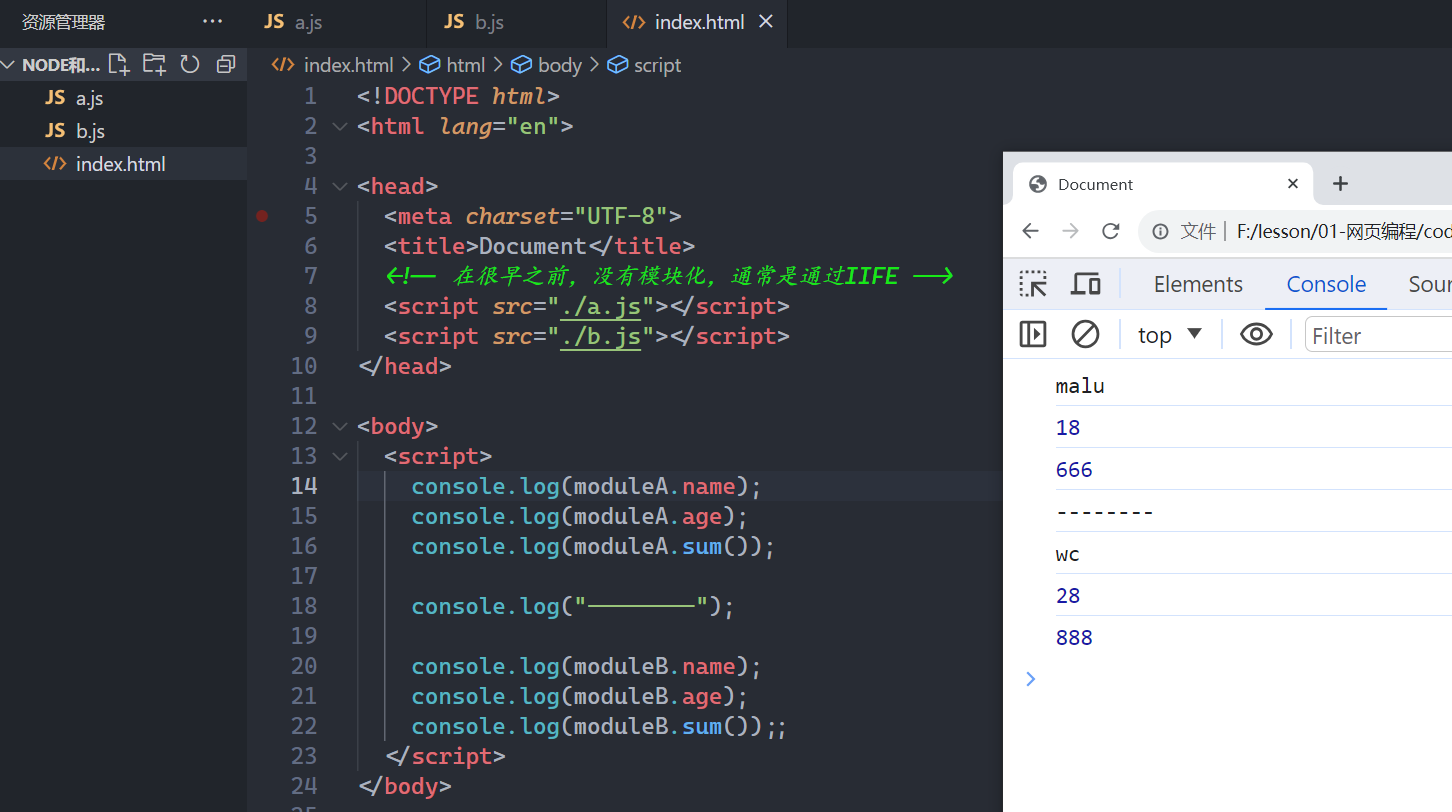 资源管理器 ···
JS a.js
JS b.js
index.html
NODE和...
JS a.js
JS b.js
index.html
index.html > html > body > script
1 <!DOCTYPE html>
2 <html lang="en">
3
4 <head>
5 <meta charset="UTF-8">
6 <title>Document</title>
7 <!-- 在很早之前，没有模块化，通常是通过IIFE -->
8 <script src="./a.js"></script>
9 <script src="./b.js"></script>
10 </head>
11
12 <body>
13 <script>
14 console.log(moduleA.name);
15 console.log(moduleA.age);
16 console.log(moduleA.sum());
17
18 console.log("--------");
19
20 console.log(moduleB.name);
21 console.log(moduleB.age);
22 console.log(moduleB.sum());;
23 </script>
24 </body>
Document
文件 F:/lesson/01-网页编程/cod
Elements Console Sour
top Filter
malu
18
666
--------
wc
28
888